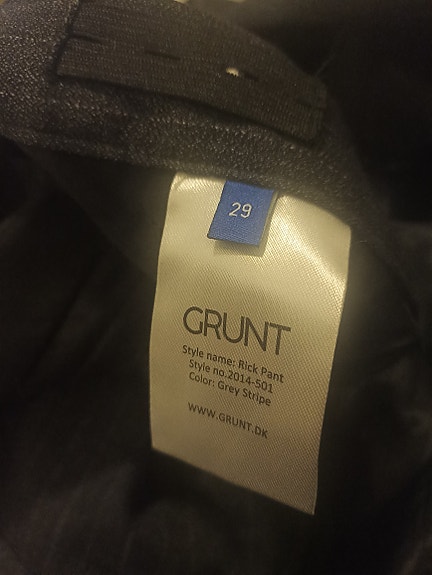 29
GRUNT
Style name: Rick Pant
Style no.2014-501
Color: Grey Stripe
WWW.GRUNT.DK